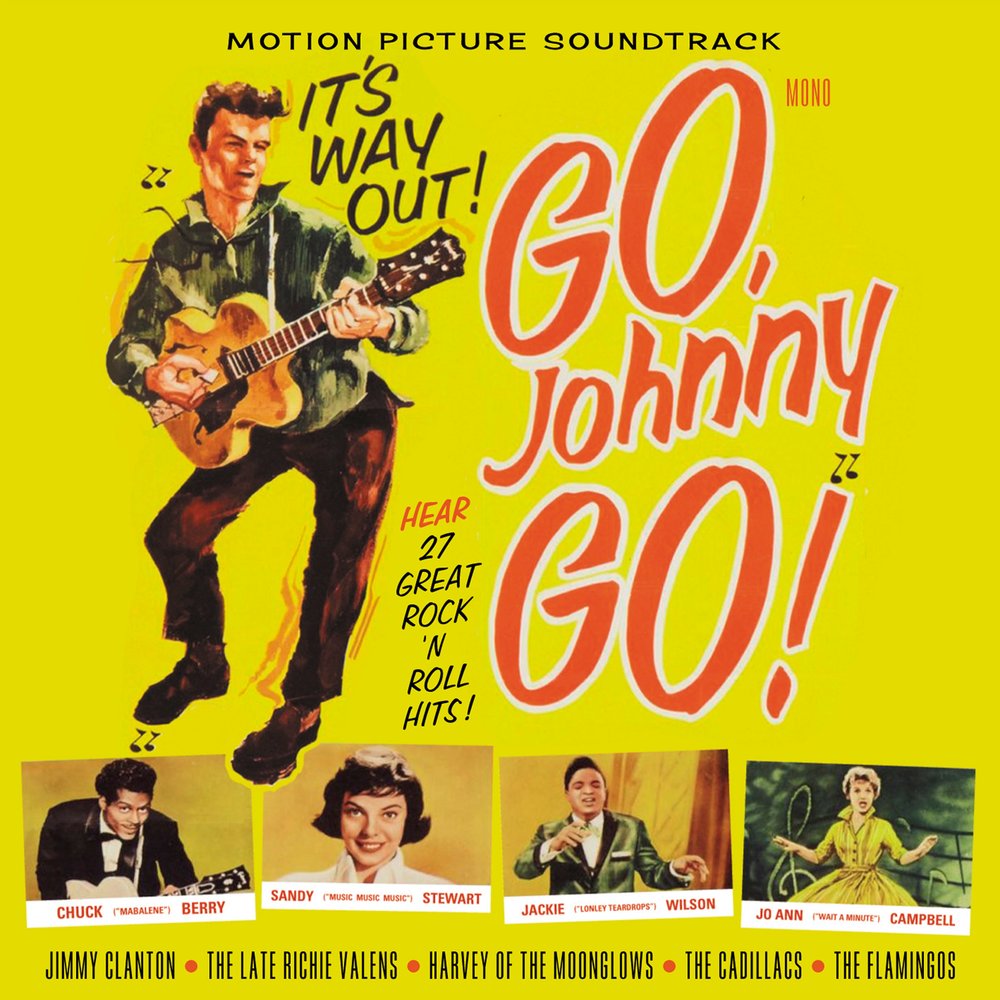 MOTION PICTURE SOUNDTRACK
MONO
IT'S
WAY
OUT!
GO,
Johnny
GO!
HEAR
27
GREAT
ROCK
'N
ROLL
HITS!
CHUCK ("MABALENE") BERRY
SANDY ("MUSIC MUSIC MUSIC") STEWART
JACKIE ("LONLEY TEARDROPS") WILSON
JO ANN ("WAIT A MINUTE") CAMPBELL
JIMMY CLANTON • THE LATE RICHIE VALENS • HARVEY OF THE MOONGLOWS • THE CADILLACS • THE FLAMINGOS